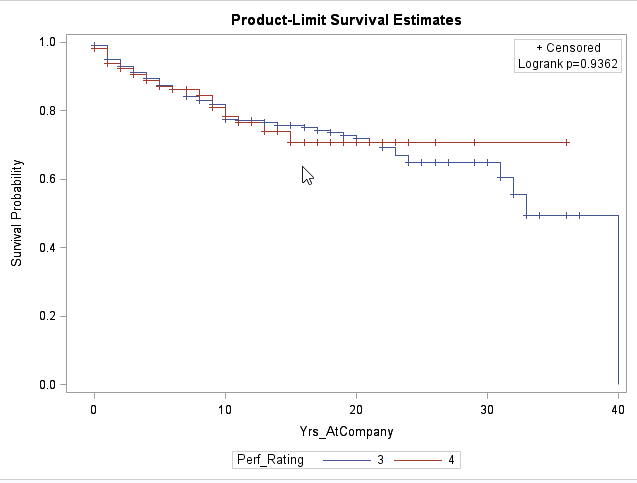 Product-Limit Survival Estimates
+ Censored
Logrank p=0.9362
1.0
0.8
0.6
0.4
0.2
0.0
Survival Probability
0 10 20 30 40
Yrs_AtCompany
Perf_Rating 3 4